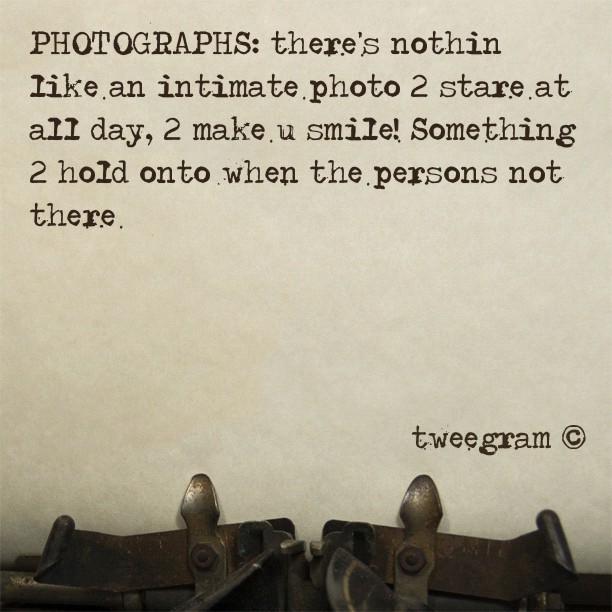 PHOTOGRAPHS: there's nothin
like an intimate photo 2 stare at
all day, 2 make u smile! Something
2 hold onto when the persons not
there.
tweegram ©